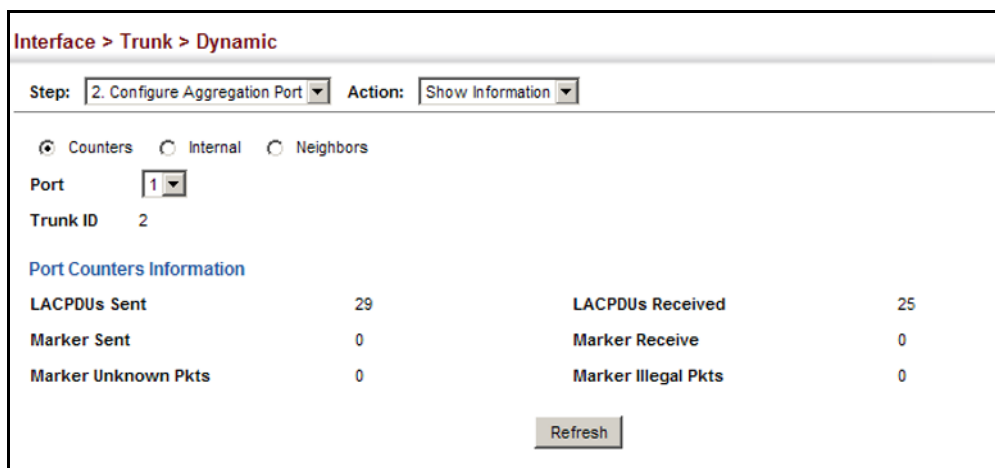 Interface > Trunk > Dynamic
Step: 2. Configure Aggregation Port Action: Show Information
Counters Internal Neighbors
Port 1
Trunk ID 2
Port Counters Information
LACPDUs Sent 29 LACPDUs Received 25
Marker Sent 0 Marker Receive 0
Marker Unknown Pkts 0 Marker Illegal Pkts 0
Refresh